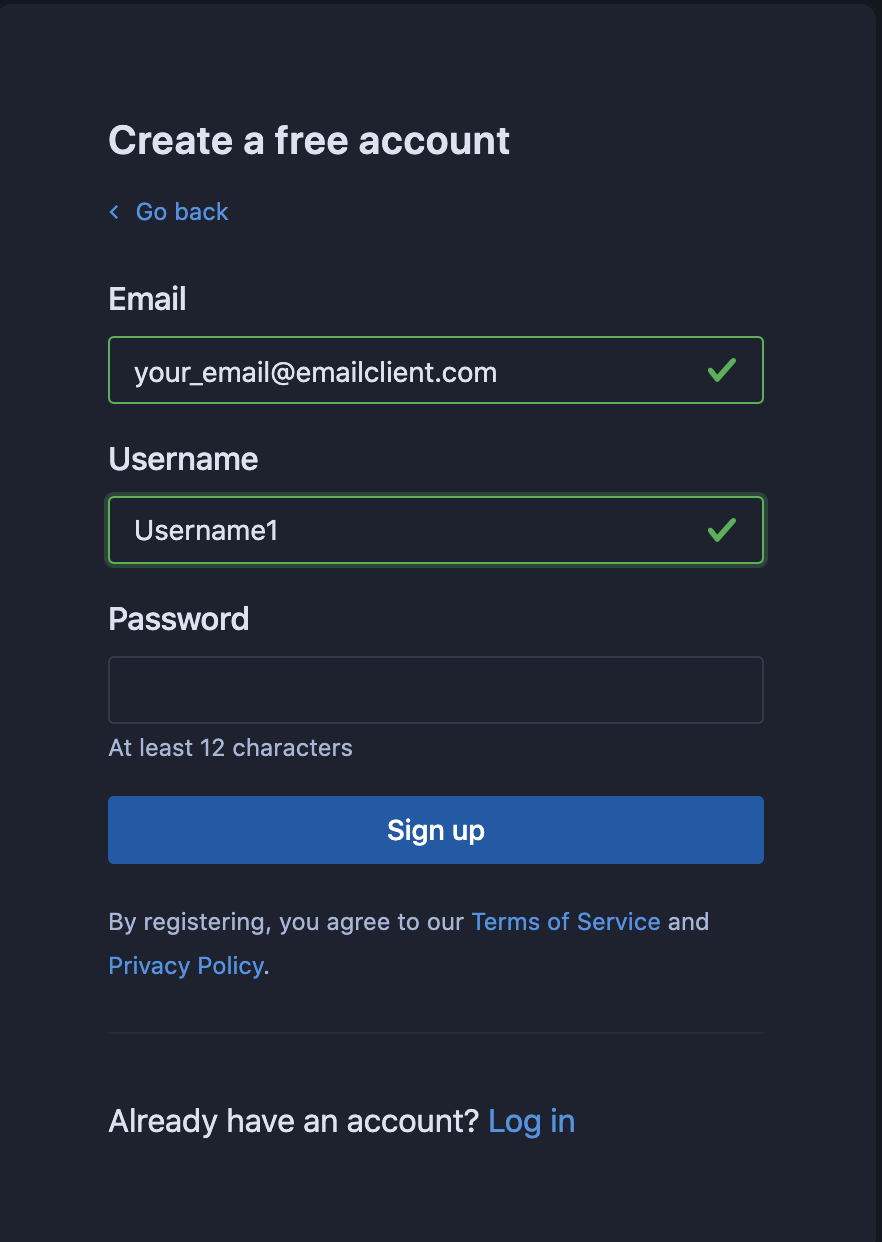 Create a free account
Go back
Email
your_email@emailclient.com
Username
Username1
Password
At least 12 characters
Sign up
By registering, you agree to our Terms of Service and
Privacy Policy.
Already have an account? Log in